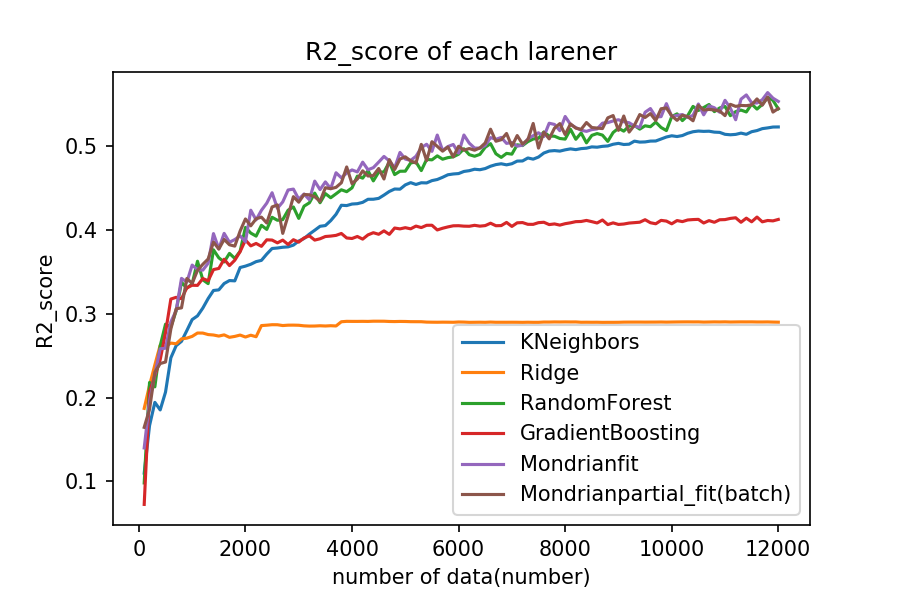 R2_score of each larener
R2_score
0.5
0.4
0.3
0.2
0.1
KNeighbors
Ridge
RandomForest
GradientBoosting
Mondrianfit
Mondrianpartial_fit(batch)
0 2000 4000 6000 8000 10000 12000
number of data(number)